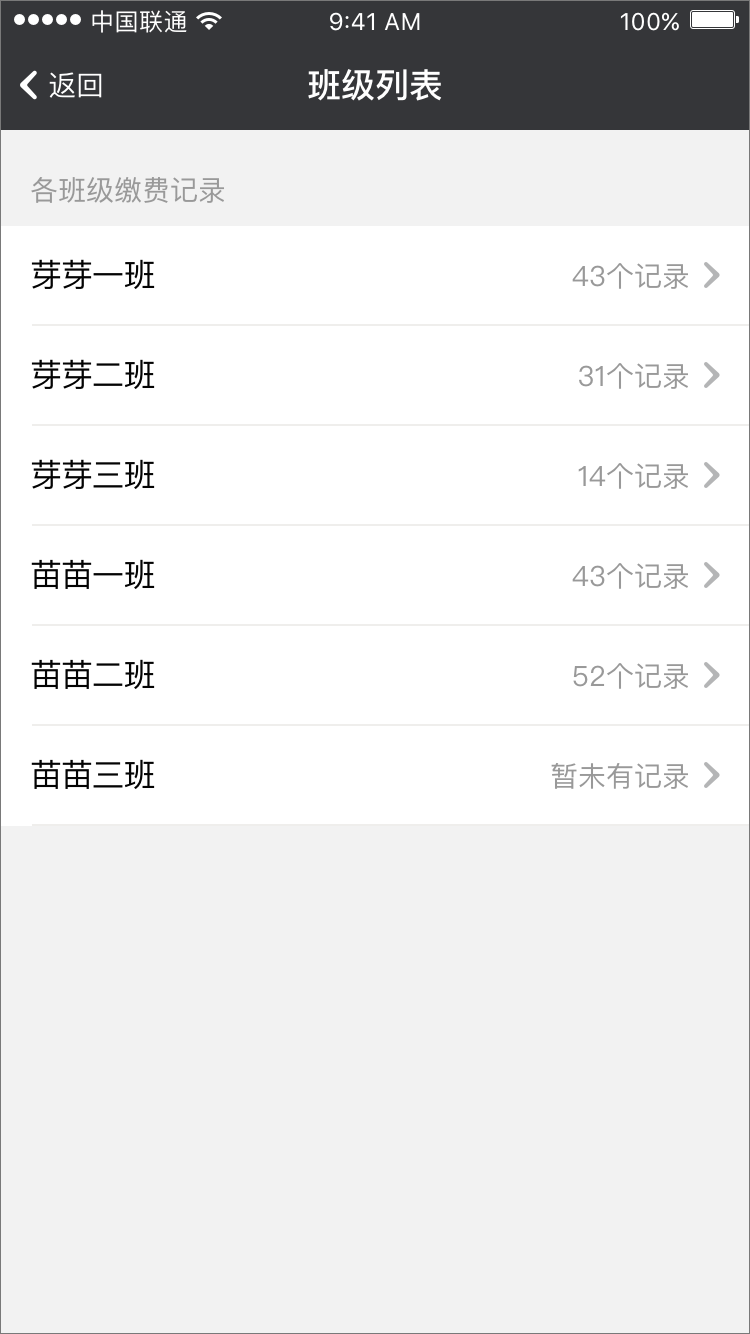 中国联通 9:41 AM 100%
返回 班级列表
各班级缴费记录
芽芽一班 43个记录
芽芽二班 31个记录
芽芽三班 14个记录
苗苗一班 43个记录
苗苗二班 52个记录
苗苗三班 暂未有记录